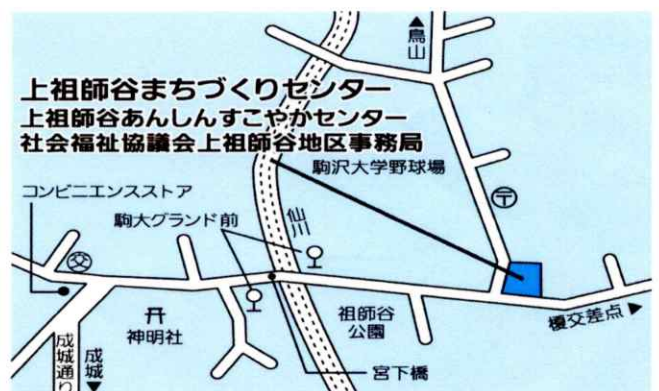 ▲烏山
上祖師谷まちづくりセンター
上祖師谷あんしんすこやかセンター
社会福祉協議会上祖師谷地区事務局
駒沢大学野球場
コンビニエンスストア
駒大グランド前
仙川
〒
交
神明社
祖師谷
公園
榎交差点▶
成城通り
成城▼
宮下橋